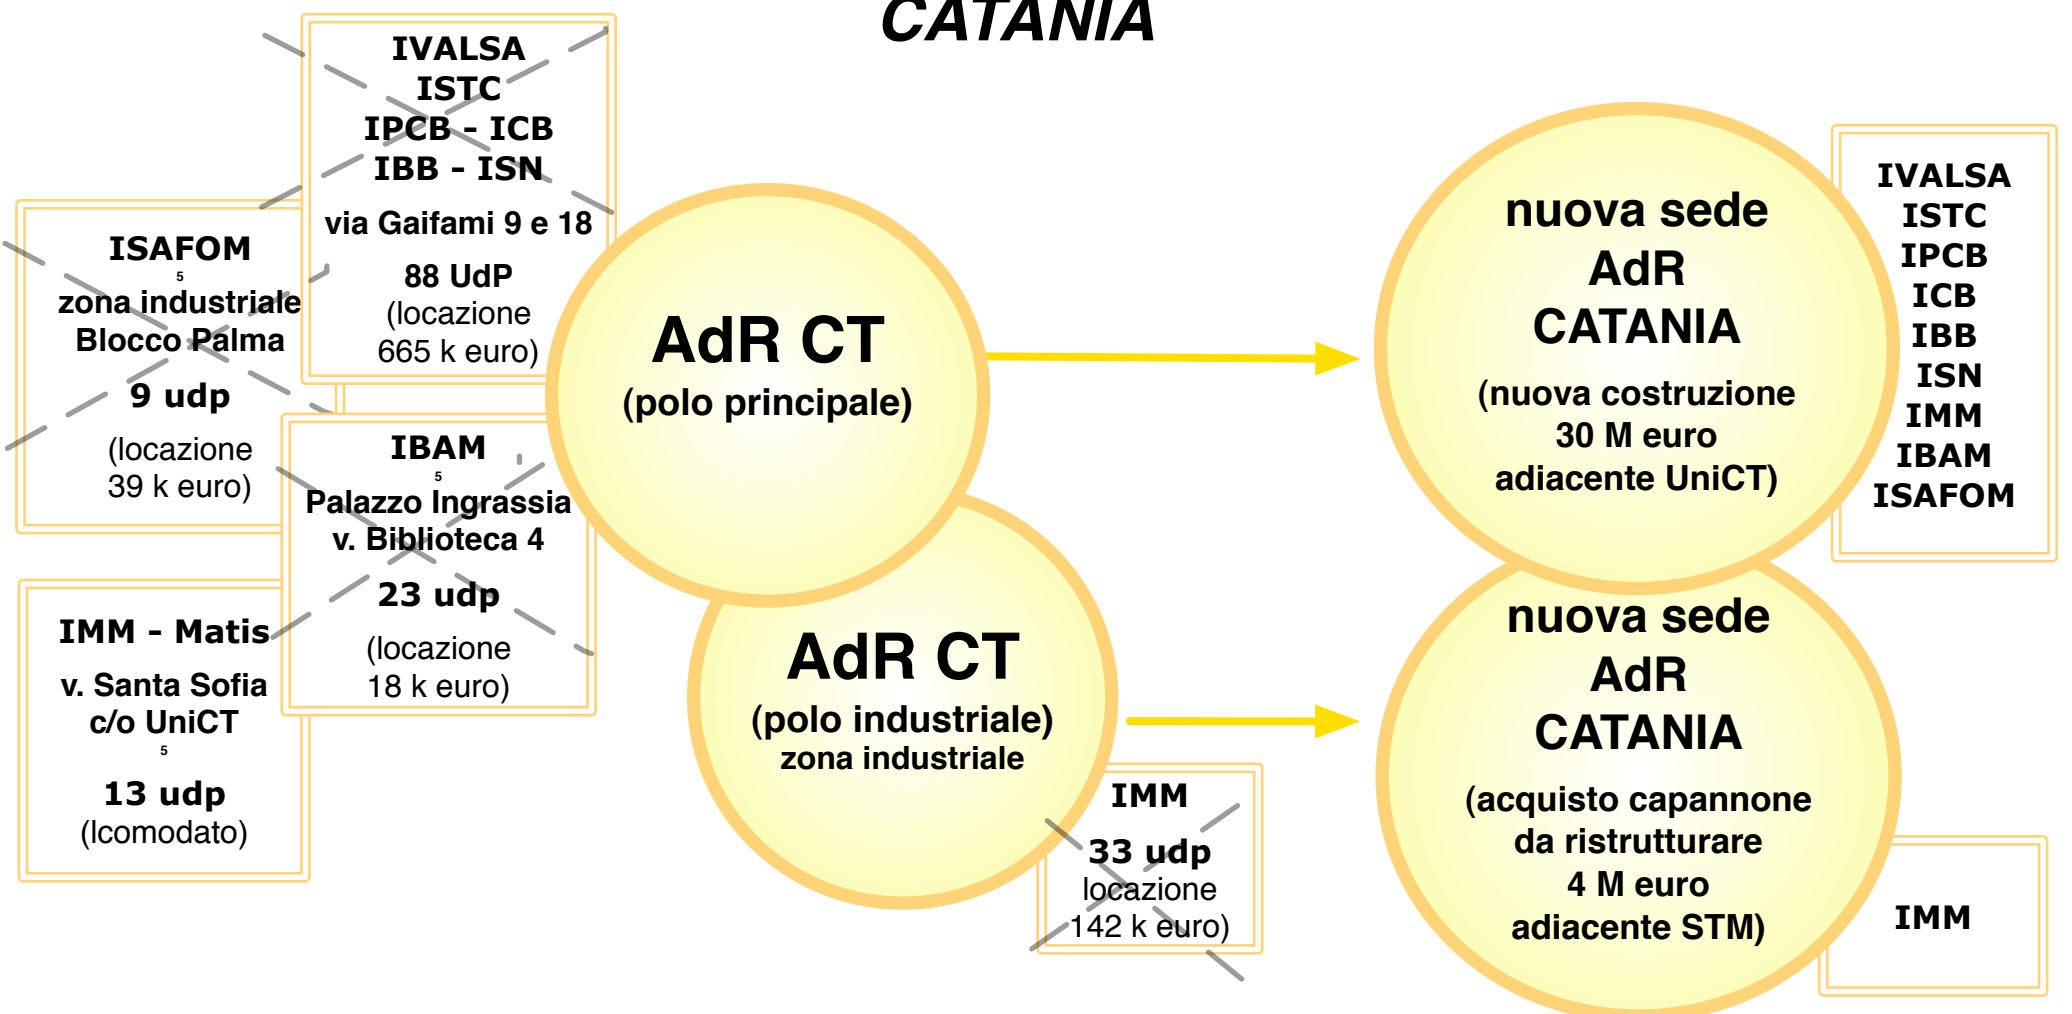 CATANIA
IVALSA
ISTC
IPCB - ICB
IBB - ISN
via Gaifami 9 e 18
88 UdP
(locazione
665 k euro)
ISAFOM
5
zona industriale
Blocco Palma
9 udp
(locazione
39 k euro)
IBAM
5
Palazzo Ingrassia
v. Biblioteca 4
23 udp
(locazione
18 k euro)
IMM - Matis
v. Santa Sofia
c/o UniCT
5
13 udp
(lcomodato)
AdR CT
(polo principale)
AdR CT
(polo industriale)
zona industriale
IMM
33 udp
locazione
142 k euro)
nuova sede
AdR
CATANIA
(nuova costruzione
30 M euro
adiacente UniCT)
IVALSA
ISTC
IPCB
ICB
IBB
ISN
IMM
IBAM
ISAFOM
nuova sede
AdR
CATANIA
(acquisto capannone
da ristrutturare
4 M euro
adiacente STM)
IMM